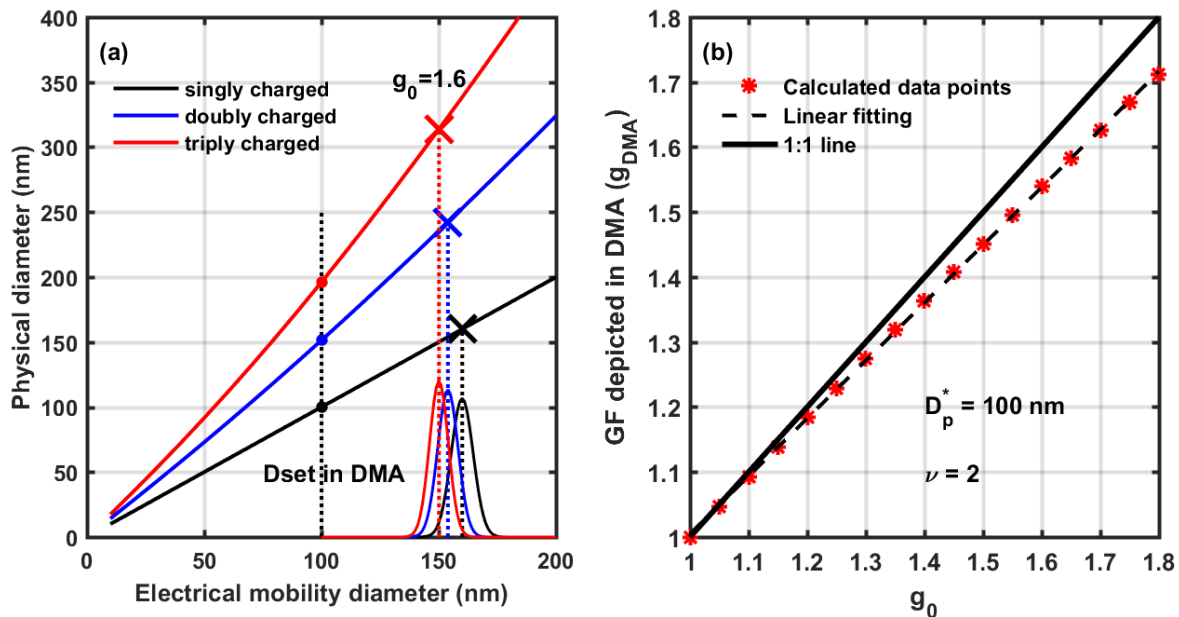 (a)
g0=1.6
singly charged
doubly charged
triply charged
Dset in DMA
400
350
300
250
200
150
100
50
0
0
50
100
150
200
Physical diameter (nm)
Electrical mobility diameter (nm)
(b)
Calculated data points
Linear fitting
1:1 line
D*p = 100 nm
ν = 2
1.8
1.7
1.6
1.5
1.4
1.3
1.2
1.1
1
1
1.1
1.2
1.3
1.4
1.5
1.6
1.7
1.8
GF depicted in DMA (gDMA)
g0